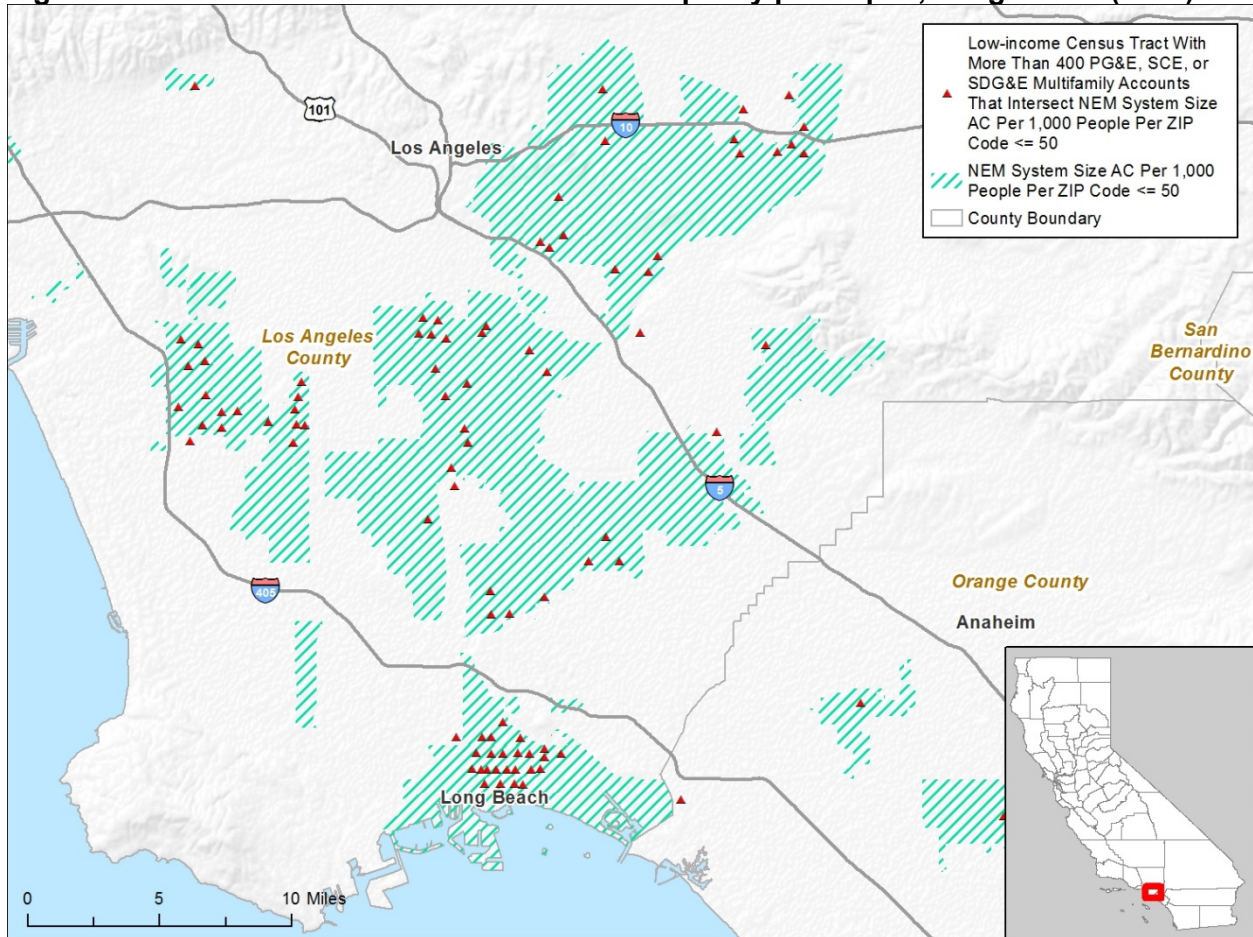 Low-income Census Tract With
More Than 400 PG&E, SCE, or
SDG&E Multifamily Accounts
That Intersect NEM System Size
AC Per 1,000 People Per ZIP
Code <= 50
NEM System Size AC Per 1,000
People Per ZIP Code <= 50
County Boundary
101
10
Los Angeles
Los Angeles
County
San
Bernardino
County
5
405
Orange County
Anaheim
Long Beach
0 5 10 Miles